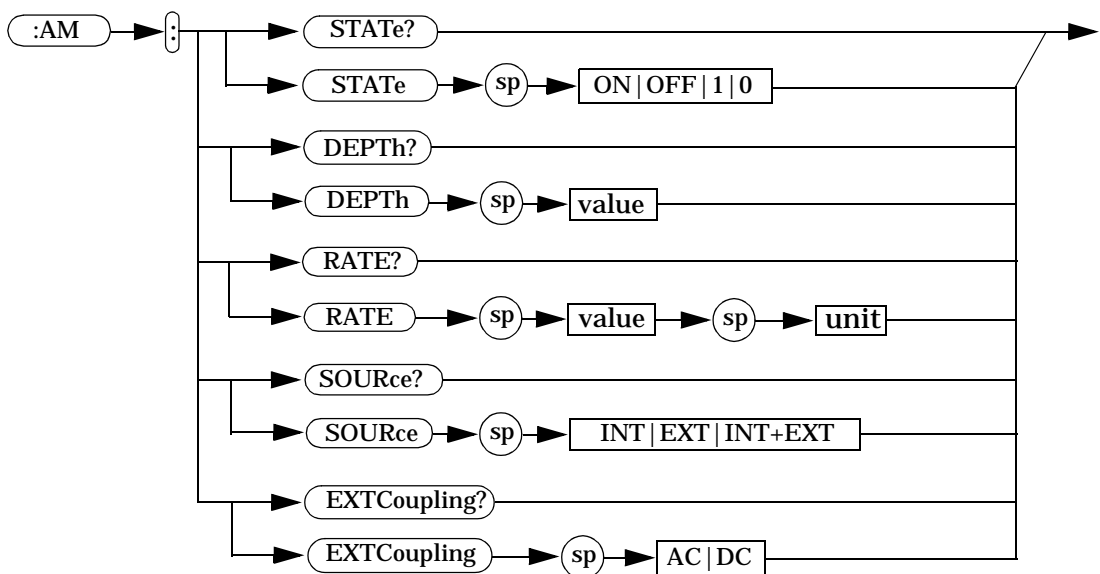 :AM : STATe?
STATe sp ON|OFF|1|0
DEPTh?
DEPTh sp value
RATE?
RATE sp value sp unit
SOURce?
SOURce sp INT|EXT|INT+EXT
EXTCoupling?
EXTCoupling sp AC|DC